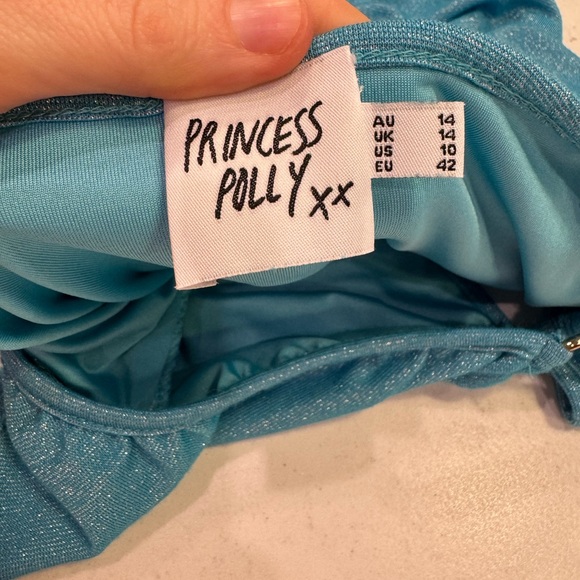 PRINCESS
POLLY xx
AU 14
UK 14
US 10
EU 42